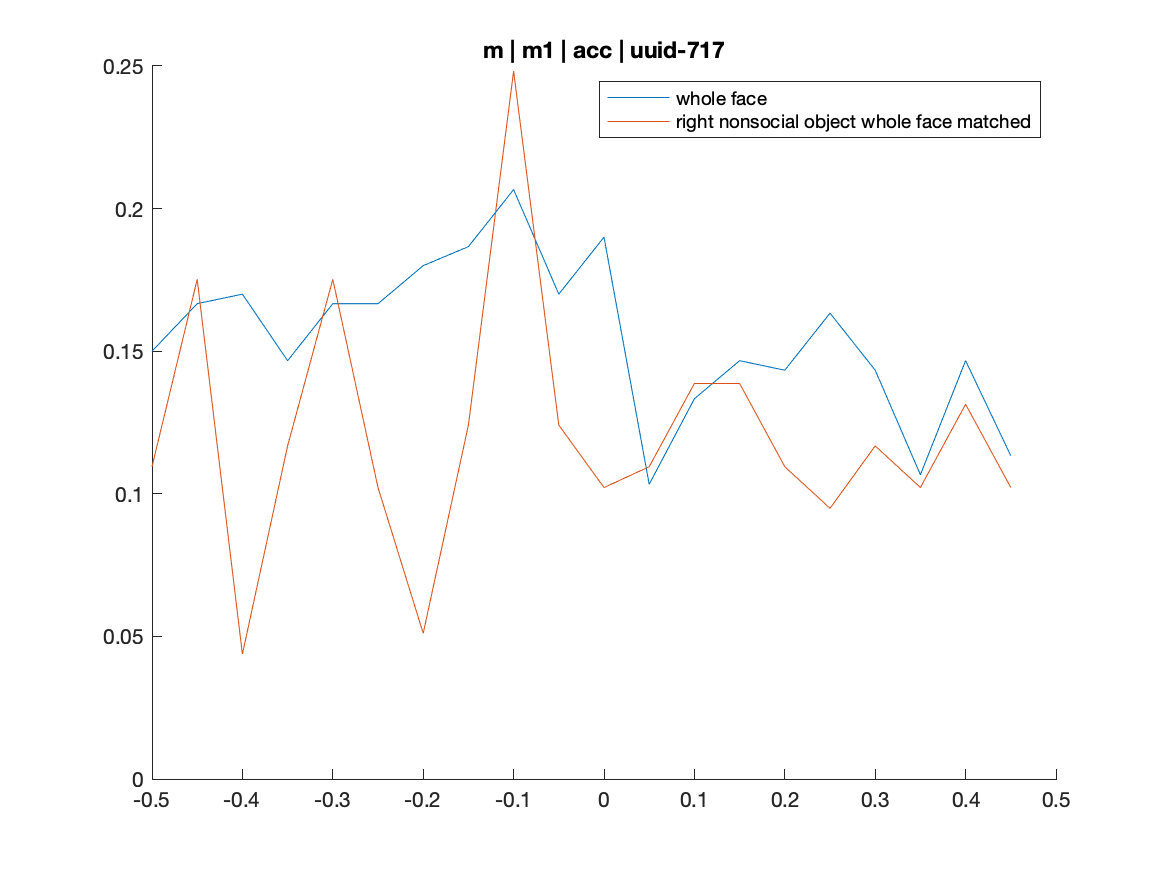 m | m1 | acc | uuid-717
whole face
right nonsocial object whole face matched
0.25
0.2
0.15
0.1
0.05
0
-0.5 -0.4 -0.3 -0.2 -0.1 0 0.1 0.2 0.3 0.4 0.5